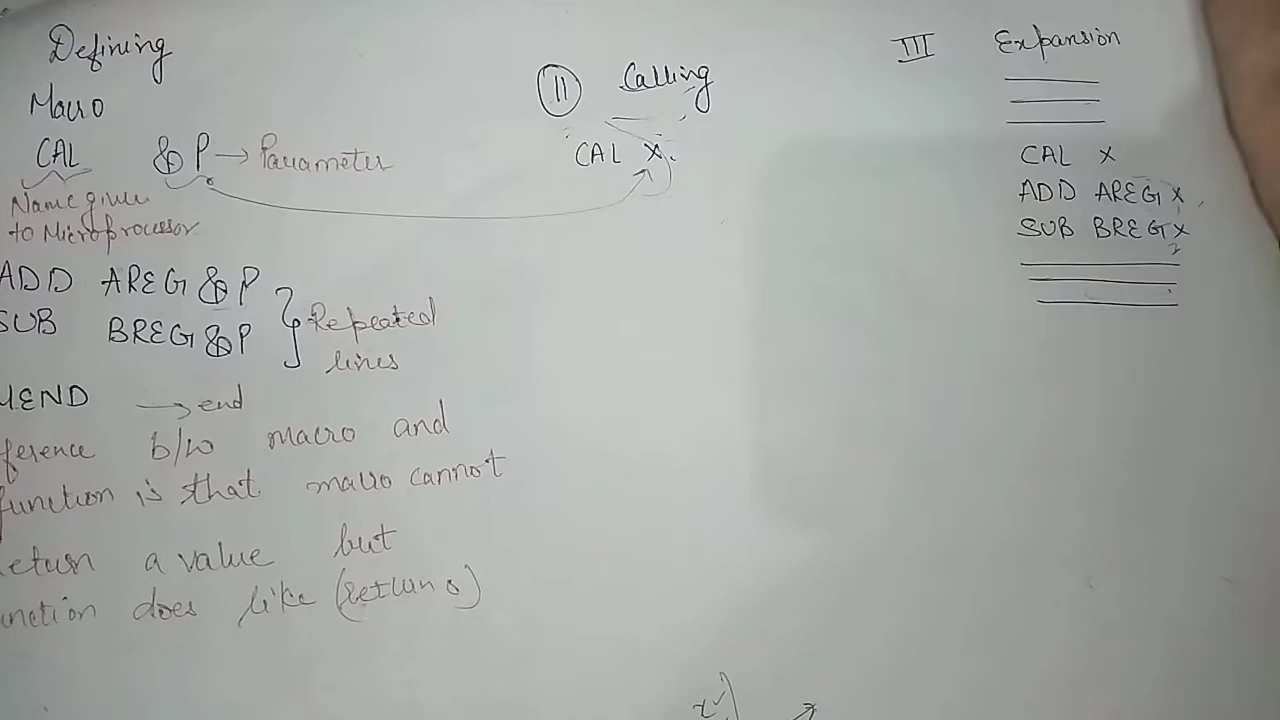 Defining
Macro
CAL &P → Parameter
Name given
to Microprocessor
ADD AREG &P
SUB BREG &P
} Repeated
lines
MEND → end
ference b/w macro and
function is that macro cannot
return a value but
unction does like (return 0)
II Calling
CAL X.
III Expansion
CAL X
ADD AREG X
SUB BREG X